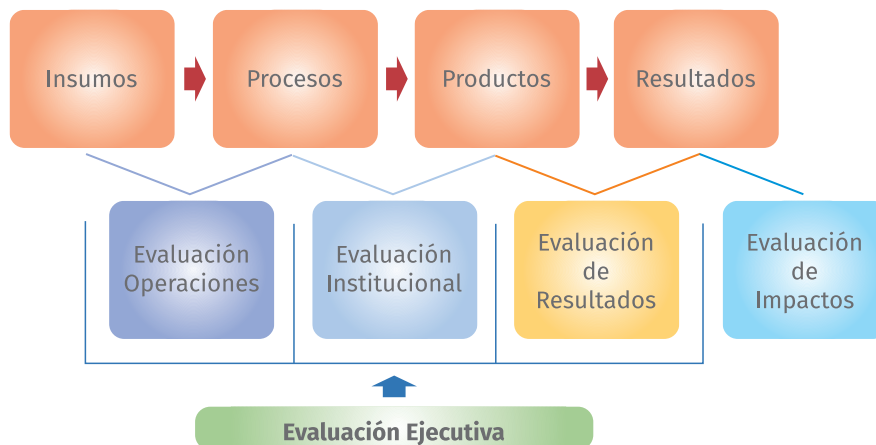 Insumos
Procesos
Productos
Resultados
Evaluación
Operaciones
Evaluación
Institucional
Evaluación
de
Resultados
Evaluación
de
Impactos
Evaluación Ejecutiva